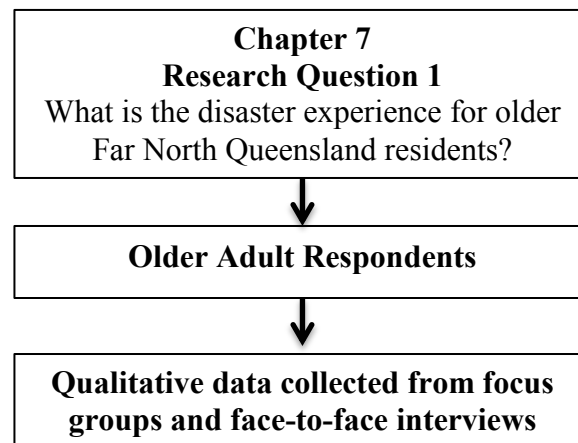 Chapter 7
Research Question 1
What is the disaster experience for older
Far North Queensland residents?
Older Adult Respondents
Qualitative data collected from focus
groups and face-to-face interviews